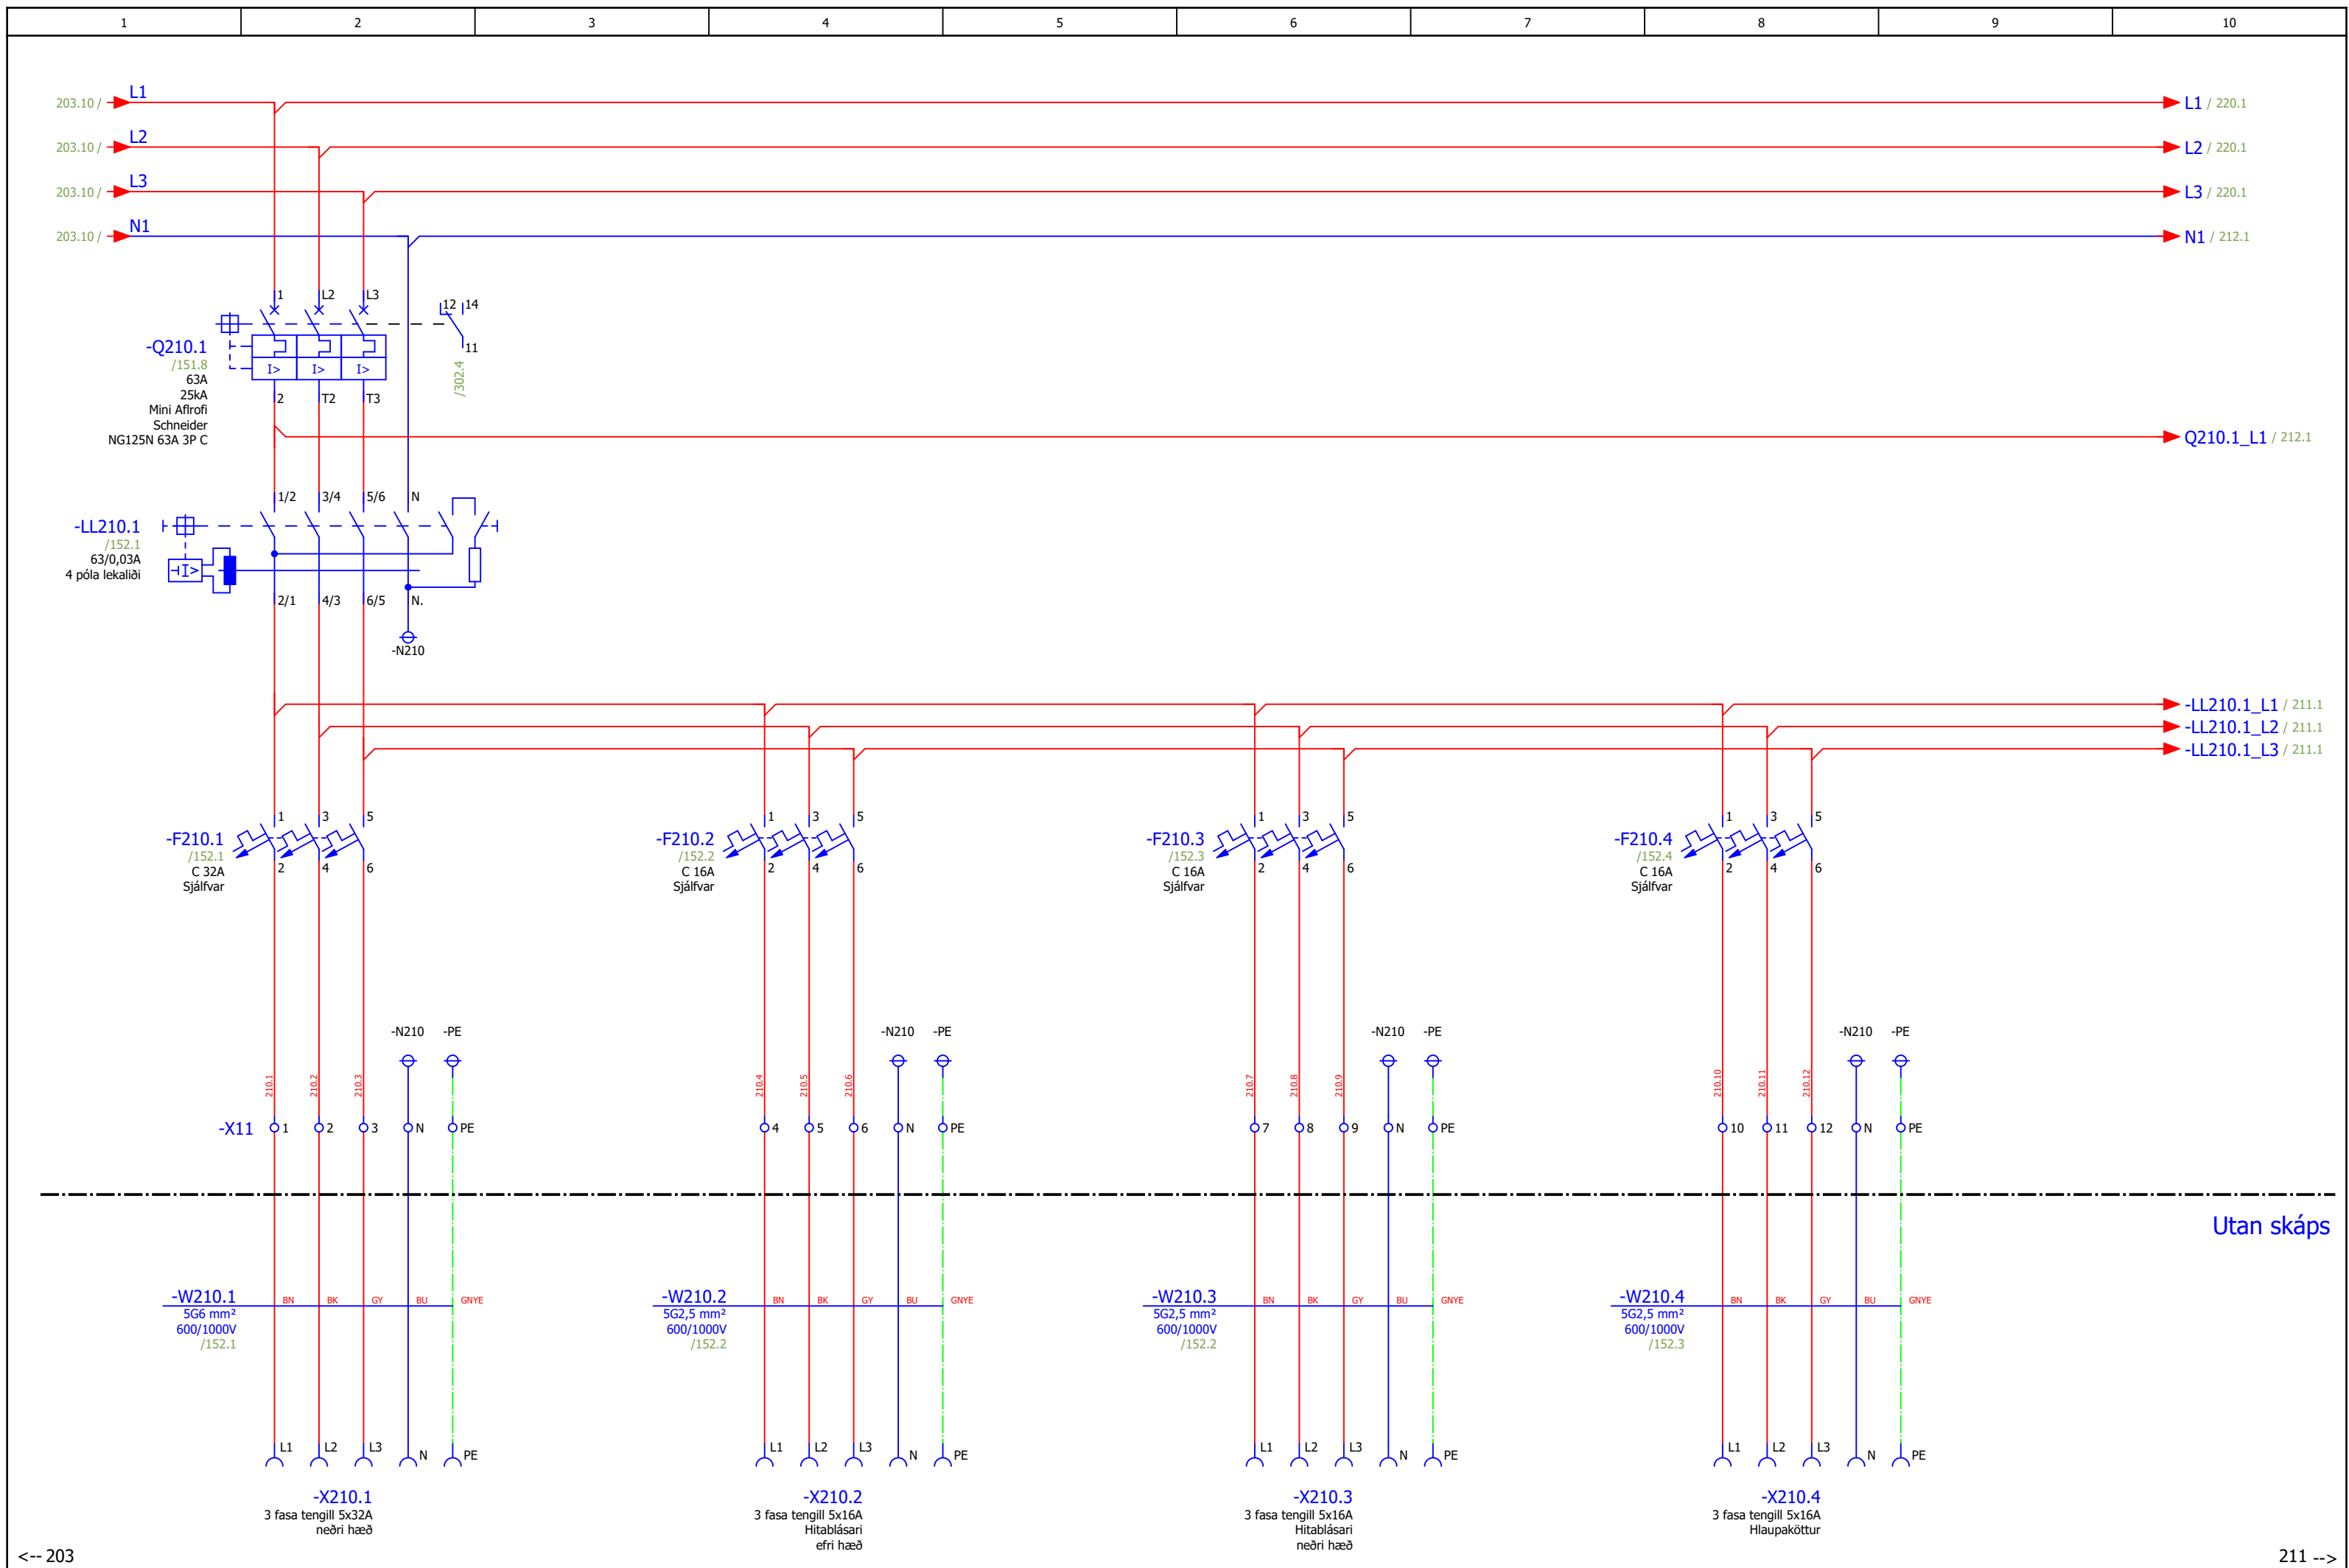 1 2 3 4 5 6 7 8 9 10
203.10 / L1 L1 / 220.1
203.10 / L2 L2 / 220.1
203.10 / L3 L3 / 220.1
203.10 / N1 N1 / 212.1
1 L2 L3 12 14
-Q210.1 11
/151.8
63A
25kA
Mini Aflrofi
Schneider
NG125N 63A 3P C
I> I> I>
/302.4
2 T2 T3
Q210.1_L1 / 212.1
1/2 3/4 5/6 N
-LL210.1
/152.1
63/0,03A
4 póla lekaliði
I>
2/1 4/3 6/5 N.
-N210
-LL210.1_L1 / 211.1
-LL210.1_L2 / 211.1
-LL210.1_L3 / 211.1
1 3 5 1 3 5 1 3 5 1 3 5
-F210.1 -F210.2 -F210.3 -F210.4
/152.1 /152.2 /152.3 /152.4
C 32A C 16A C 16A C 16A
Sjálfvar Sjálfvar Sjálfvar Sjálfvar
2 4 6 2 4 6 2 4 6 2 4 6
-N210 -PE -N210 -PE -N210 -PE -N210 -PE
210.1 210.2 210.3 210.4 210.5 210.6 210.7 210.8 210.9 210.10 210.11 210.12
-X11 1 2 3 N PE 4 5 6 N PE 7 8 9 N PE 10 11 12 N PE
Utan skáps
-W210.1 BN BK GY BU GNYE -W210.2 BN BK GY BU GNYE -W210.3 BN BK GY BU GNYE -W210.4 BN BK GY BU GNYE
5G6 mm² 5G2,5 mm² 5G2,5 mm² 5G2,5 mm²
600/1000V 600/1000V 600/1000V 600/1000V
/152.1 /152.2 /152.2 /152.3
L1 L2 L3 N PE L1 L2 L3 N PE L1 L2 L3 N PE L1 L2 L3 N PE
-X210.1 -X210.2 -X210.3 -X210.4
3 fasa tengill 5x32A 3 fasa tengill 5x16A 3 fasa tengill 5x16A 3 fasa tengill 5x16A
neðri hæð Hitablásari Hitablásari Hlaupaköttur
efri hæð neðri hæð
<-- 203 211 -->